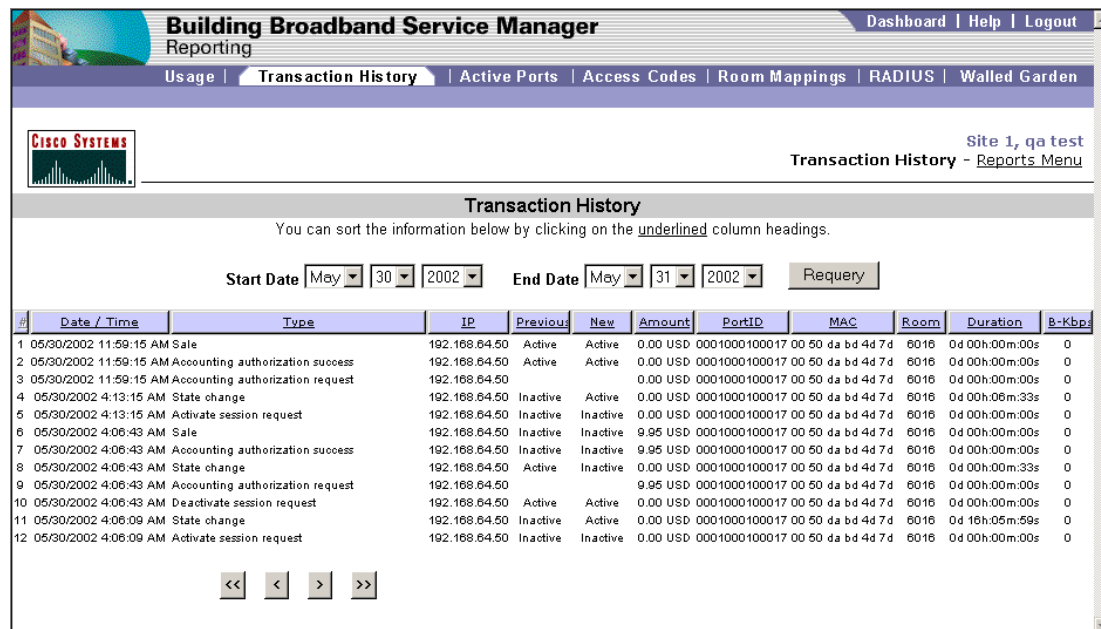 Building Broadband Service Manager
Dashboard | Help | Logout
Reporting
Usage | Transaction History | Active Ports | Access Codes | Room Mappings | RADIUS | Walled Garden
CISCO SYSTEMS
Site 1, qa test
Transaction History - Reports Menu
Transaction History
You can sort the information below by clicking on the underlined column headings.
Start Date May 30 2002 End Date May 31 2002 Requery
# Date / Time Type IP Previous New Amount PortID MAC Room Duration B-Kbps
1 05/30/2002 11:59:15 AM Sale 192.168.64.50 Active Active 0.00 USD 0001000100017 00 50 da bd 4d 7d 6016 0d 00h:00m:00s 0
2 05/30/2002 11:59:15 AM Accounting authorization success 192.168.64.50 Active Active 0.00 USD 0001000100017 00 50 da bd 4d 7d 6016 0d 00h:00m:00s 0
3 05/30/2002 11:59:15 AM Accounting authorization request 192.168.64.50 0.00 USD 0001000100017 00 50 da bd 4d 7d 6016 0d 00h:00m:00s 0
4 05/30/2002 4:13:15 AM State change 192.168.64.50 Inactive Active 0.00 USD 0001000100017 00 50 da bd 4d 7d 6016 0d 00h:06m:33s 0
5 05/30/2002 4:13:15 AM Activate session request 192.168.64.50 Inactive Inactive 0.00 USD 0001000100017 00 50 da bd 4d 7d 6016 0d 00h:00m:00s 0
6 05/30/2002 4:06:43 AM Sale 192.168.64.50 Inactive Inactive 9.95 USD 0001000100017 00 50 da bd 4d 7d 6016 0d 00h:00m:00s 0
7 05/30/2002 4:06:43 AM Accounting authorization success 192.168.64.50 Inactive Inactive 9.95 USD 0001000100017 00 50 da bd 4d 7d 6016 0d 00h:00m:00s 0
8 05/30/2002 4:06:43 AM State change 192.168.64.50 Active Inactive 0.00 USD 0001000100017 00 50 da bd 4d 7d 6016 0d 00h:00m:33s 0
9 05/30/2002 4:06:43 AM Accounting authorization request 192.168.64.50 9.95 USD 0001000100017 00 50 da bd 4d 7d 6016 0d 00h:00m:00s 0
10 05/30/2002 4:06:43 AM Deactivate session request 192.168.64.50 Active Active 0.00 USD 0001000100017 00 50 da bd 4d 7d 6016 0d 00h:00m:00s 0
11 05/30/2002 4:06:09 AM State change 192.168.64.50 Inactive Active 0.00 USD 0001000100017 00 50 da bd 4d 7d 6016 0d 16h:05m:59s 0
12 05/30/2002 4:06:09 AM Activate session request 192.168.64.50 Inactive Inactive 0.00 USD 0001000100017 00 50 da bd 4d 7d 6016 0d 00h:00m:00s 0
<< < > >>